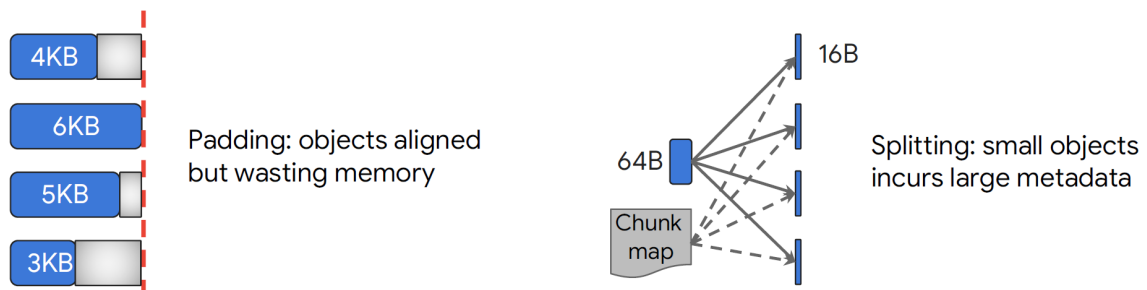 4KB
6KB
5KB
3KB
Padding: objects aligned
but wasting memory
16B
64B
Chunk
map
Splitting: small objects
incurs large metadata